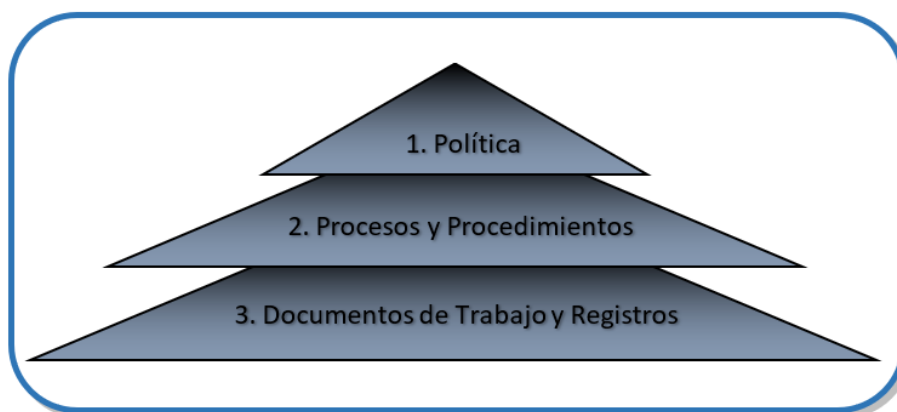 1. Política
2. Procesos y Procedimientos
3. Documentos de Trabajo y Registros